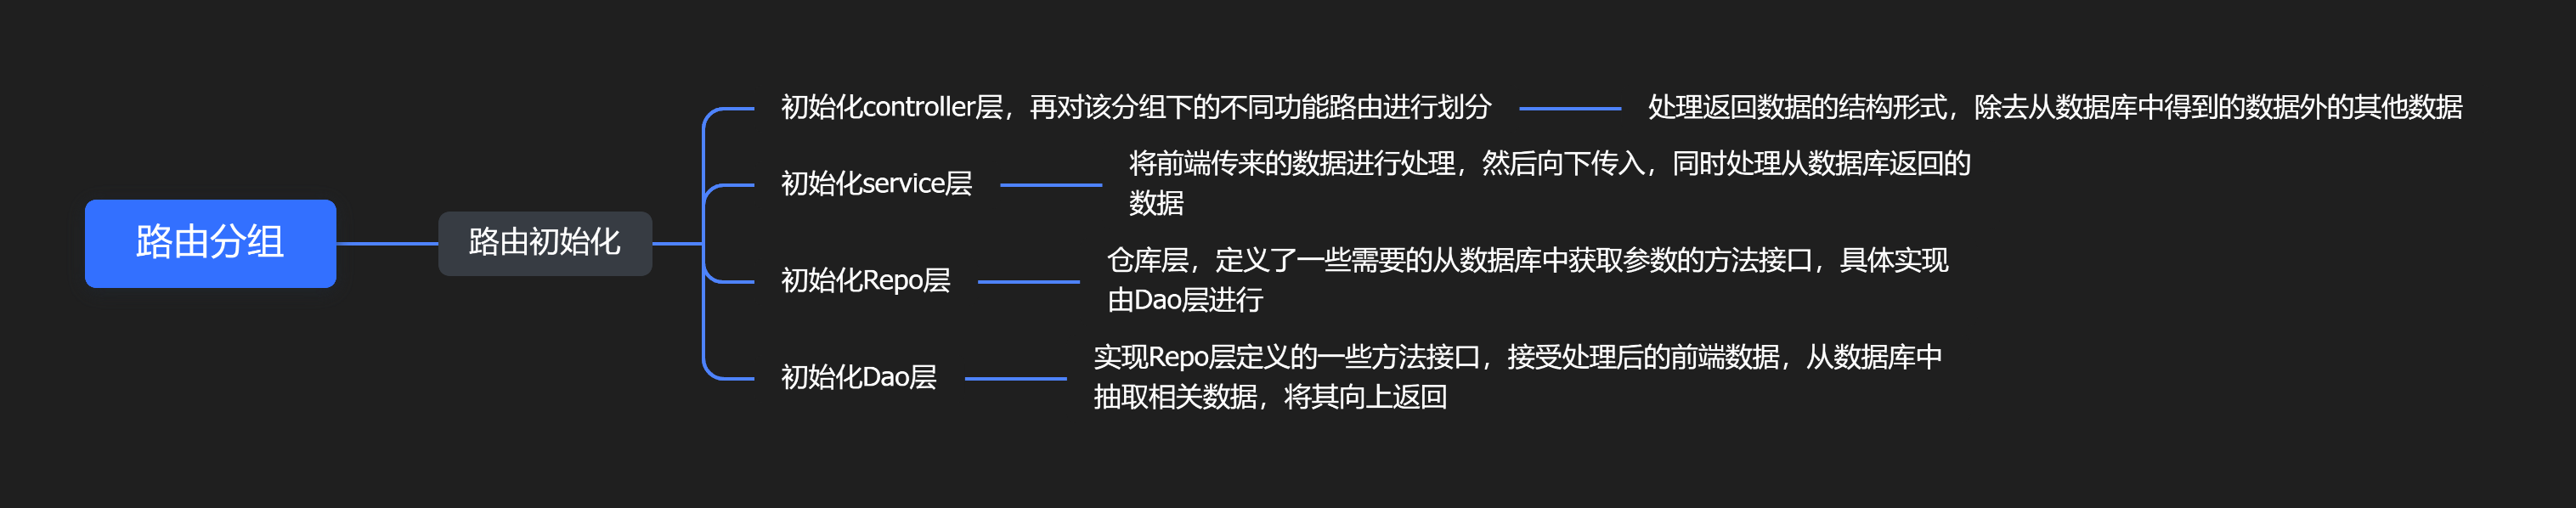 路由分组
路由初始化
初始化controller层，再对该分组下的不同功能路由进行划分
处理返回数据的结构形式，除去从数据库中得到的数据外的其他数据
初始化service层
将前端传来的数据进行处理，然后向下传入，同时处理从数据库返回的
数据
初始化Repo层
仓库层，定义了一些需要的从数据库中获取参数的方法接口，具体实现
由Dao层进行
初始化Dao层
实现Repo层定义的一些方法接口，接受处理后的前端数据，从数据库中
抽取相关数据，将其向上返回